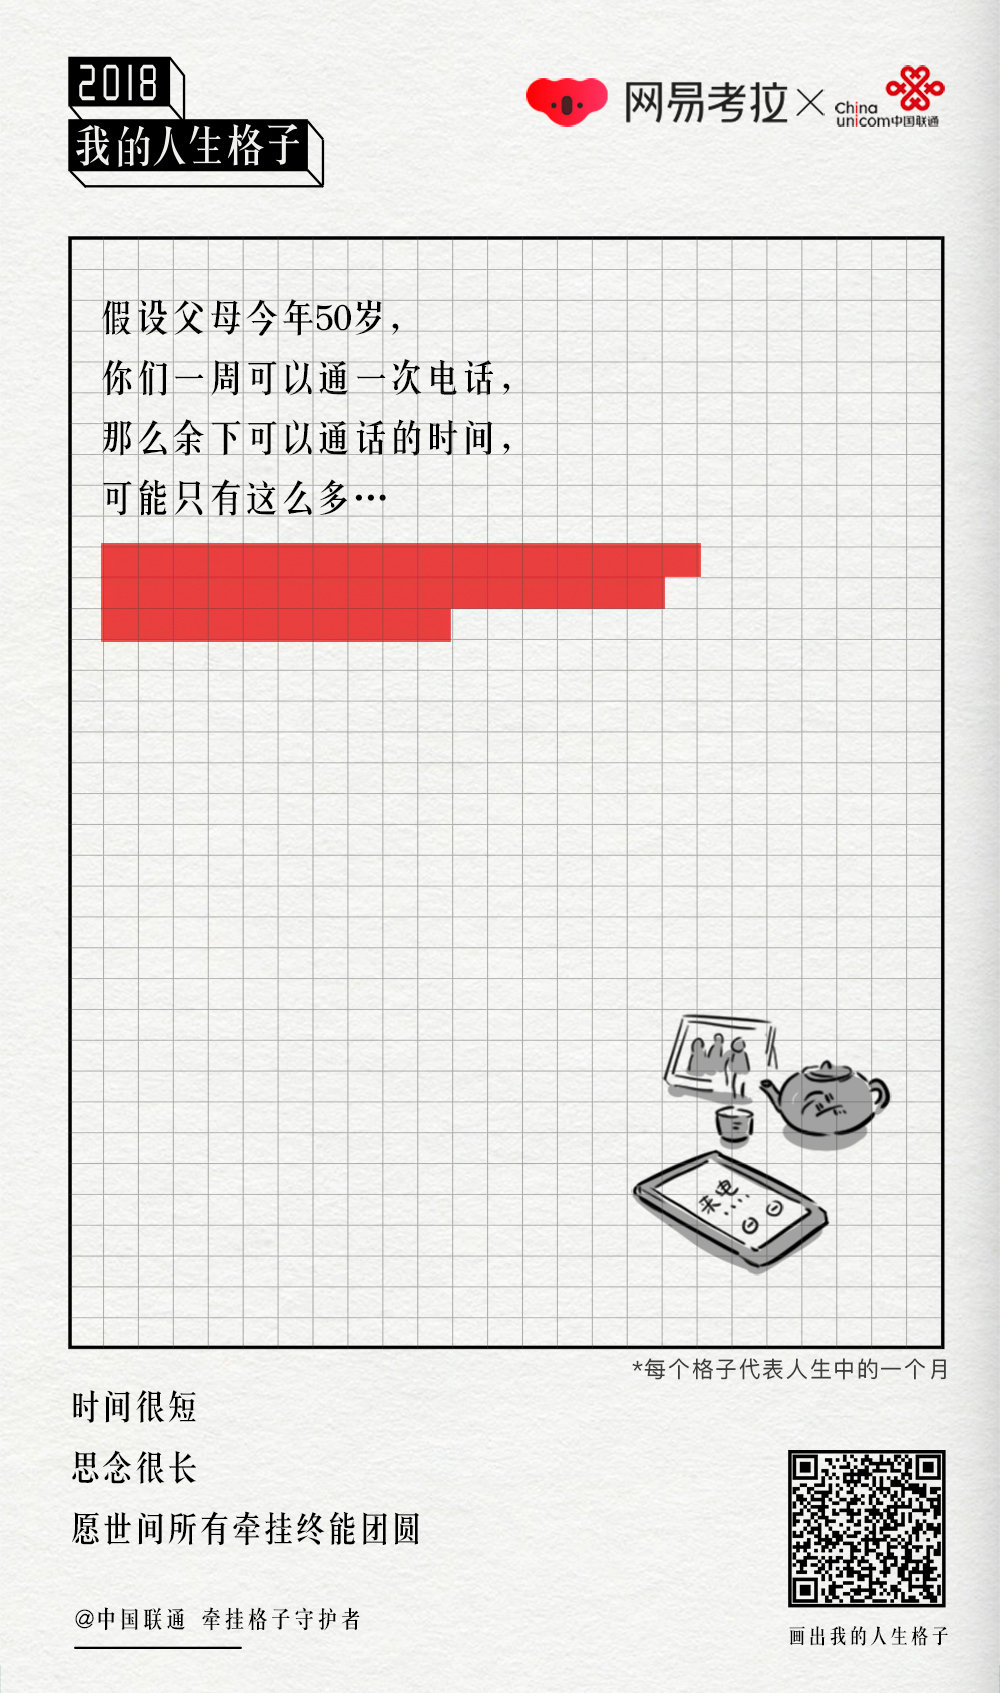 2018
我的人生格子
网易考拉×China unicom中国联通
假设父母今年50岁，
你们一周可以通一次电话，
那么余下可以通话的时间，
可能只有这么多…
来电...
*每个格子代表人生中的一个月
时间很短
思念很长
愿世间所有牵挂终能团圆
@中国联通 牵挂格子守护者
画出我的人生格子